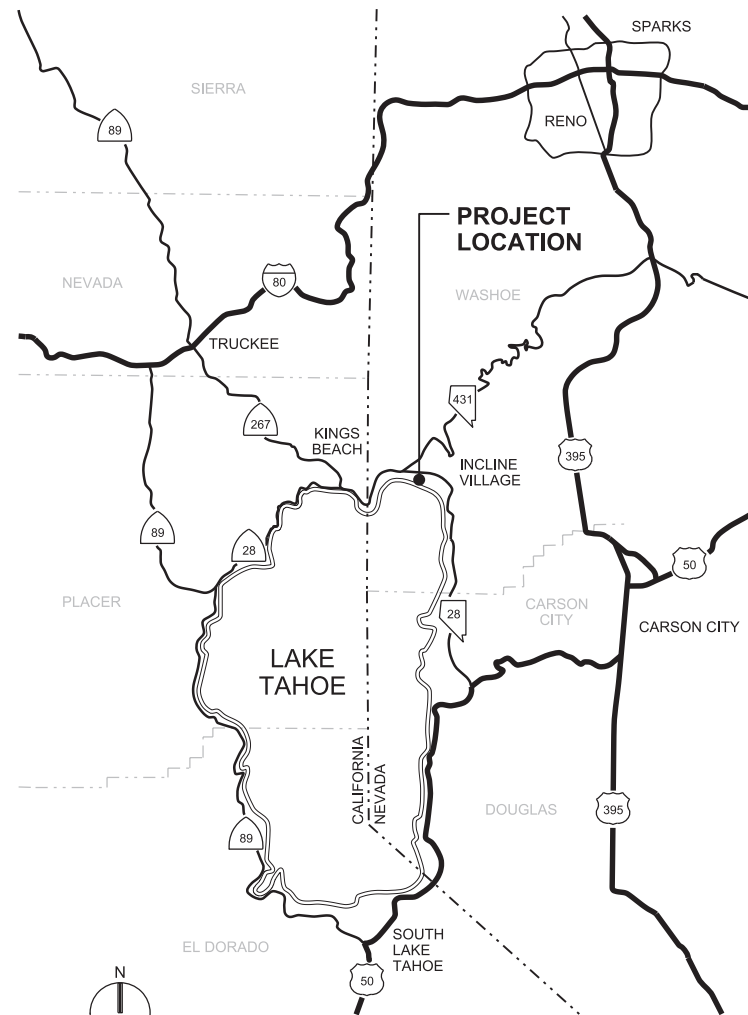 SPARKS
SIERRA
89
RENO
PROJECT
LOCATION
NEVADA
80
WASHOE
TRUCKEE
431
267
KINGS
BEACH
INCLINE
VILLAGE
395
89
28
50
PLACER
28
CARSON
CITY
CARSON CITY
LAKE
TAHOE
CALIFORNIA
NEVADA
DOUGLAS
395
89
EL DORADO
SOUTH
LAKE
TAHOE
50
N